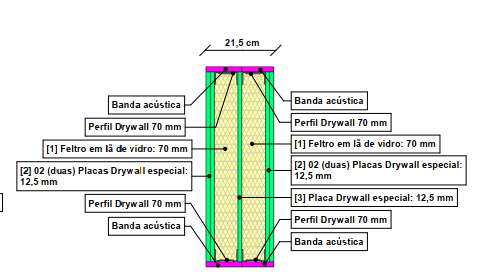 21,5 cm
Banda acústica
Banda acústica
Perfil Drywall 70 mm
Perfil Drywall 70 mm
[1] Feltro em lã de vidro: 70 mm
[1] Feltro em lã de vidro: 70 mm
[2] 02 (duas) Placas Drywall especial:
12,5 mm
[2] 02 (duas) Placas Drywall especial:
12,5 mm
[3] Placa Drywall especial: 12,5 mm
Perfil Drywall 70 mm
Perfil Drywall 70 mm
Banda acústica
Banda acústica